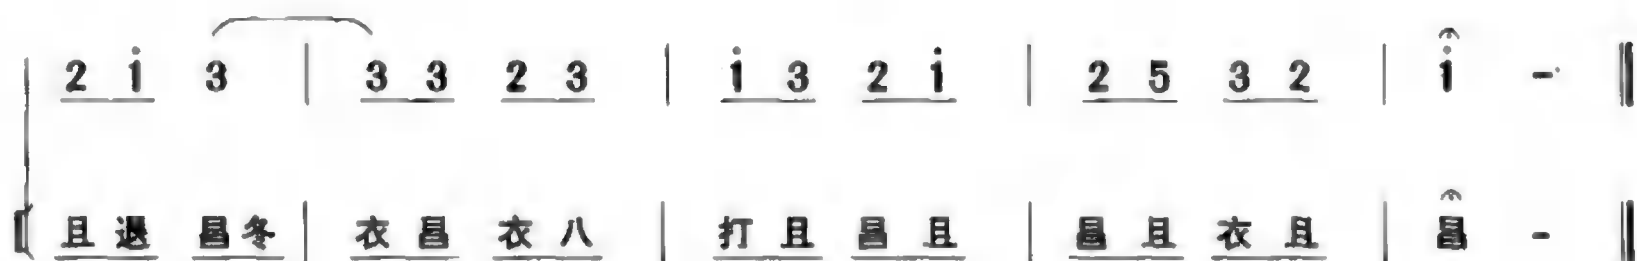 2 i 3 | 3 3 2 3 | i 3 2 i | 2 5 3 2 | i - ‖
且退 昌冬 | 衣昌 衣八 | 打且 昌且 | 昌且 衣且 | 昌 - ‖